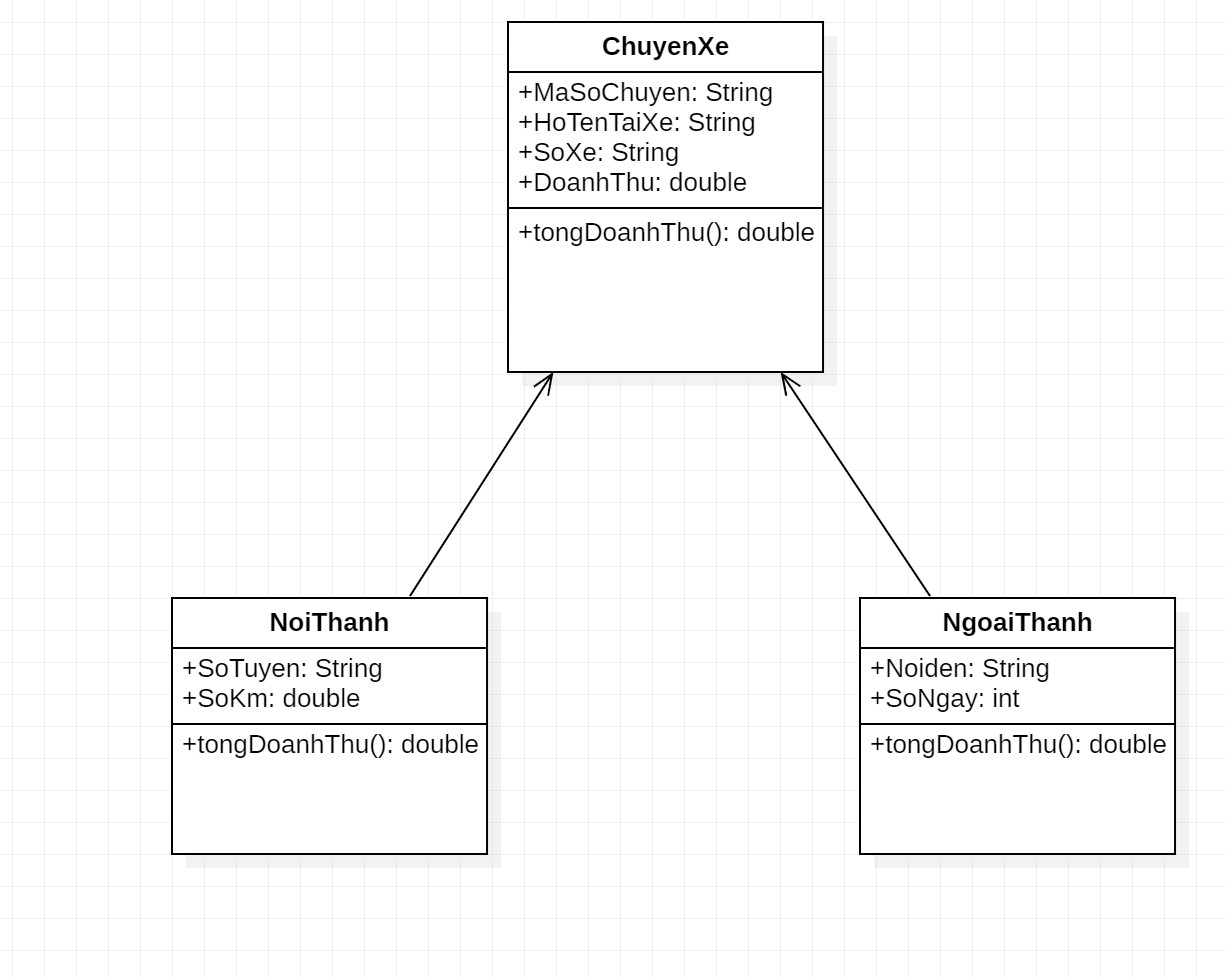 ChuyenXe
+MaSoChuyen: String
+HoTenTaiXe: String
+SoXe: String
+DoanhThu: double
+tongDoanhThu(): double
NoiThanh
+SoTuyen: String
+SoKm: double
+tongDoanhThu(): double
NgoaiThanh
+Noiden: String
+SoNgay: int
+tongDoanhThu(): double